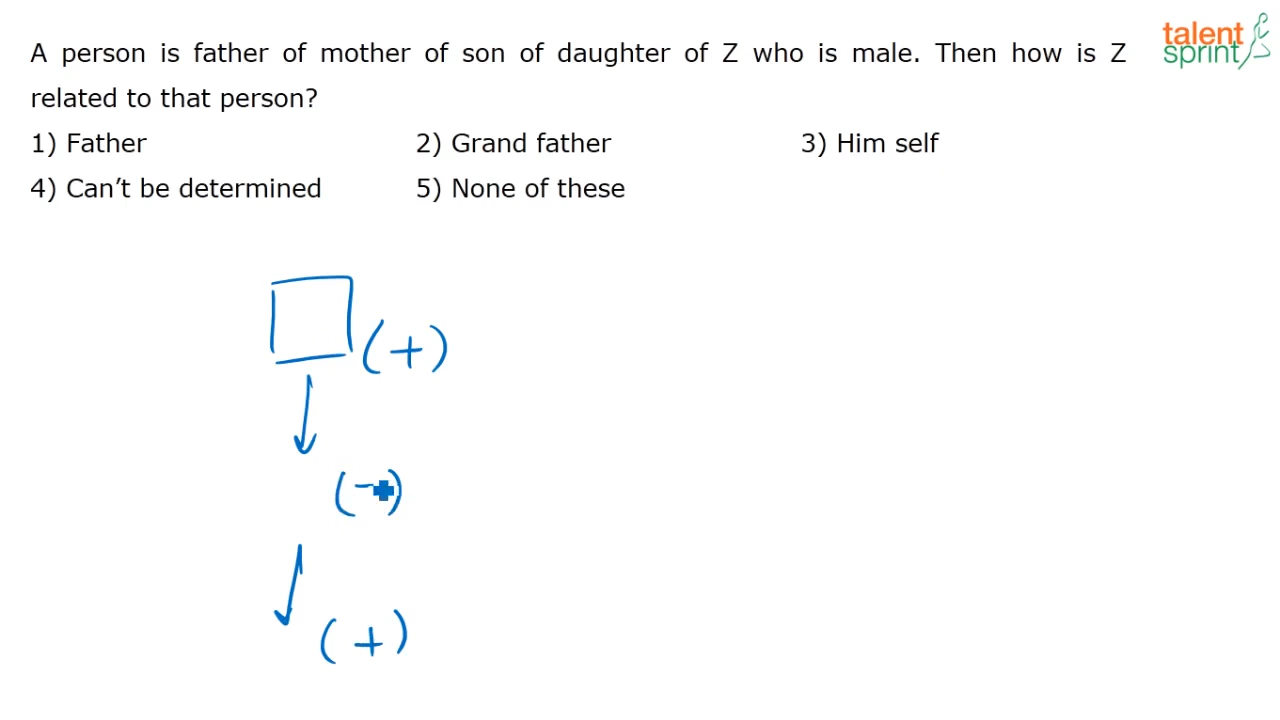 talent
sprint
A person is father of mother of son of daughter of Z who is male. Then how is Z
related to that person?
1) Father 2) Grand father 3) Him self
4) Can’t be determined 5) None of these
(+)
(-)
(+)